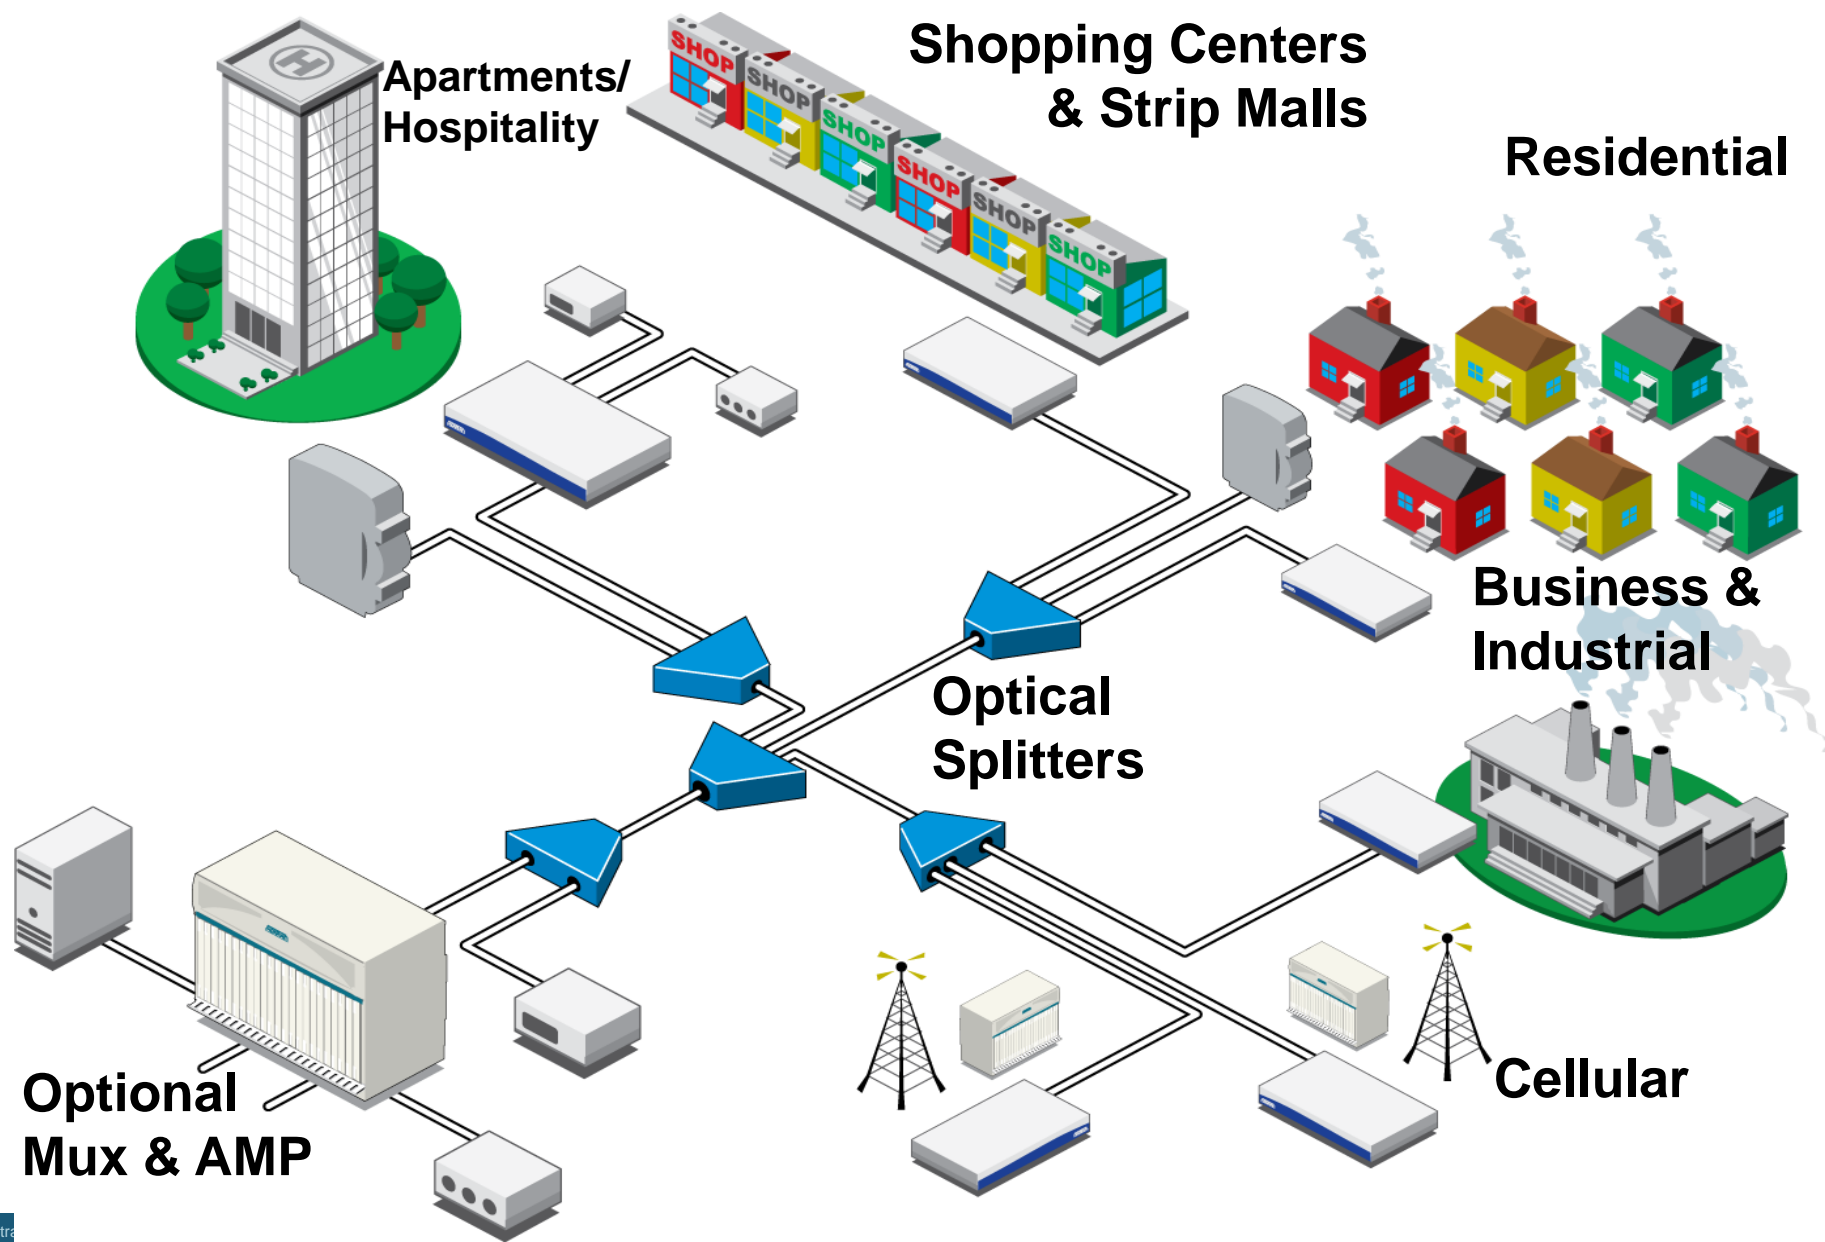 Shopping Centers
& Strip Malls
Apartments/
Hospitality
SHOP
SHOP
SHOP
SHOP
SHOP
SHOP
Residential
Business &
Industrial
Optical
Splitters
Optional
Mux & AMP
Cellular